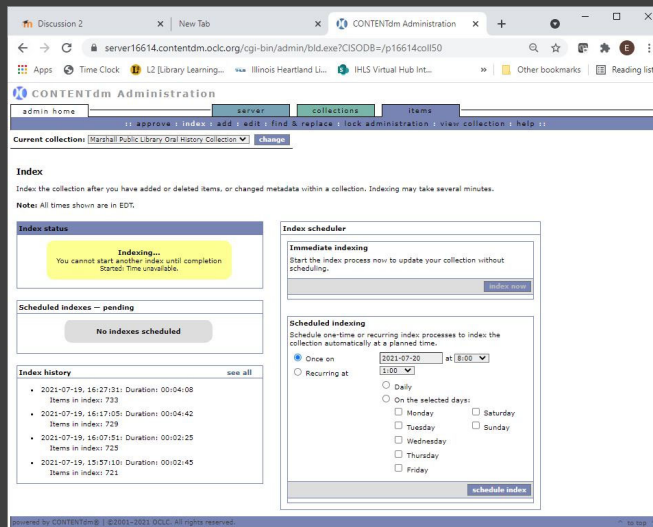 Discussion 2
New Tab
CONTENTdm Administration
server16614.contentdm.oclc.org/cgi-bin/admin/bld.exe?CISODB=/p16614coll50
E
Apps
Time Clock
L2 [Library Learning...
Illinois Heartland Li...
IHLS Virtual Hub Int...
»
Other bookmarks
Reading list
CONTENTdm Administration
admin home
server
collections
items
:: approve : index : add : edit : find & replace : lock administration : view collection : help ::
Current collection: Marshall Public Library Oral History Collection change
Index
Index the collection after you have added or deleted items, or changed metadata within a collection. Indexing may take several minutes.
Note: All times shown are in EDT.
Index status
Indexing...
You cannot start another index until completion
Started: Time unavailable.
Scheduled indexes — pending
No indexes scheduled
Index history see all
• 2021-07-19, 16:27:31: Duration: 00:04:08
Items in index: 733
• 2021-07-19, 16:17:05: Duration: 00:04:42
Items in index: 729
• 2021-07-19, 16:07:51: Duration: 00:02:25
Items in index: 725
• 2021-07-19, 15:57:10: Duration: 00:02:45
Items in index: 721
Index scheduler
Immediate indexing
Start the index process now to update your collection without
scheduling.
index now
Scheduled indexing
Schedule one-time or recurring index processes to index the
collection automatically at a planned time.
Once on 2021-07-20 at 8:00
Recurring at 1:00
Daily
On the selected days:
Monday Saturday
Tuesday Sunday
Wednesday
Thursday
Friday
schedule index
powered by CONTENTdm® | ©2001-2021 OCLC. All rights reserved.
^ to top